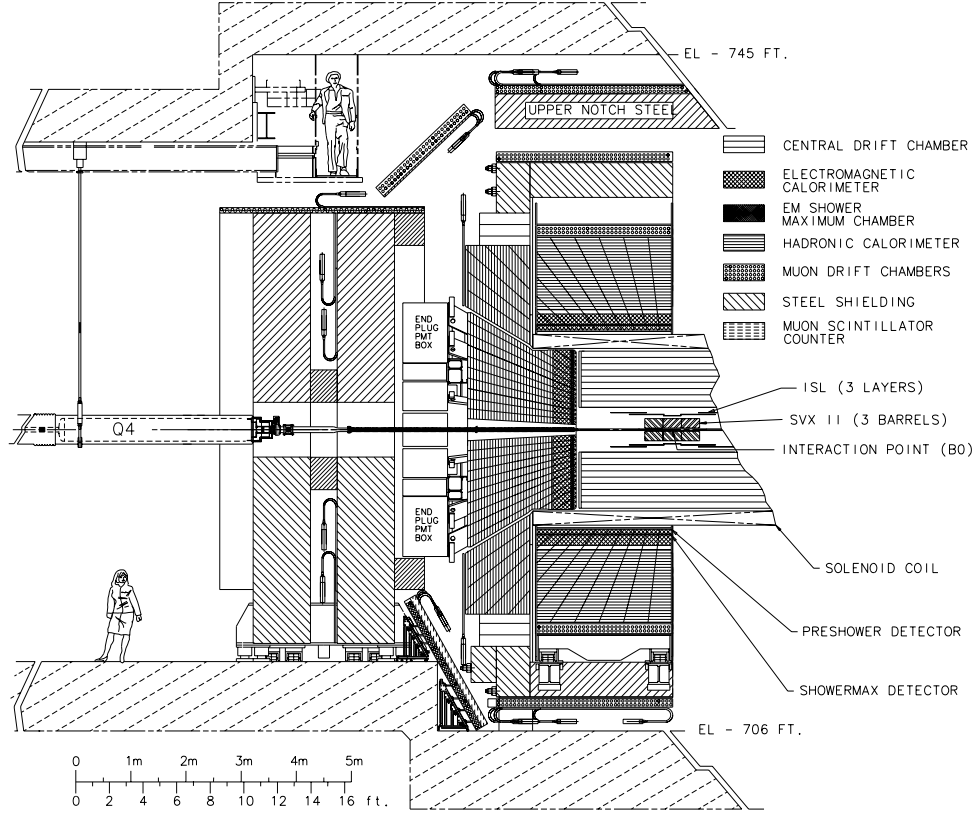 EL - 745 FT.
UPPER NOTCH STEEL
CENTRAL DRIFT CHAMBER
ELECTROMAGNETIC
CALORIMETER
EM SHOWER
MAXIMUM CHAMBER
HADRONIC CALORIMETER
MUON DRIFT CHAMBERS
STEEL SHIELDING
MUON SCINTILLATOR
COUNTER
END
PLUG
PMT
BOX
ISL (3 LAYERS)
SVX II (3 BARRELS)
Q4
INTERACTION POINT (B0)
END
PLUG
PMT
BOX
SOLENOID COIL
PRESHOWER DETECTOR
SHOWERMAX DETECTOR
EL - 706 FT.
0 1m 2m 3m 4m 5m
0 2 4 6 8 10 12 14 16 ft.